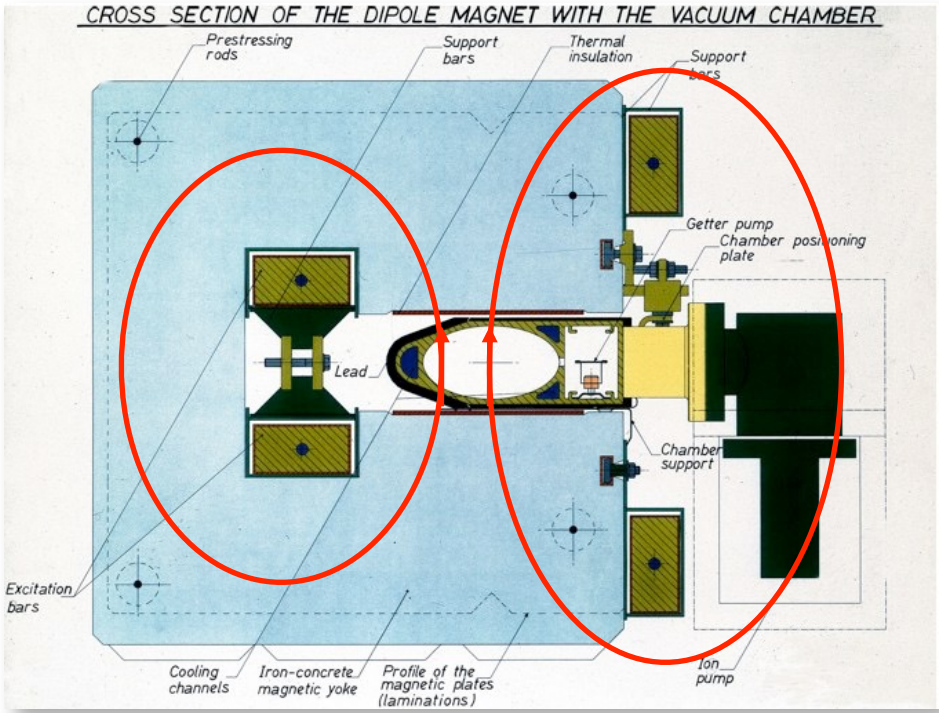 CROSS SECTION OF THE DIPOLE MAGNET WITH THE VACUUM CHAMBER
Prestressing
rods
Support
bars
Thermal
insulation
Support
bars
Getter pump
Chamber positioning
plate
Lead
Chamber
support
Excitation
bars
Cooling
channels
Iron-concrete
magnetic yoke
Profile of the
magnetic plates
(laminations)
Ion
pump